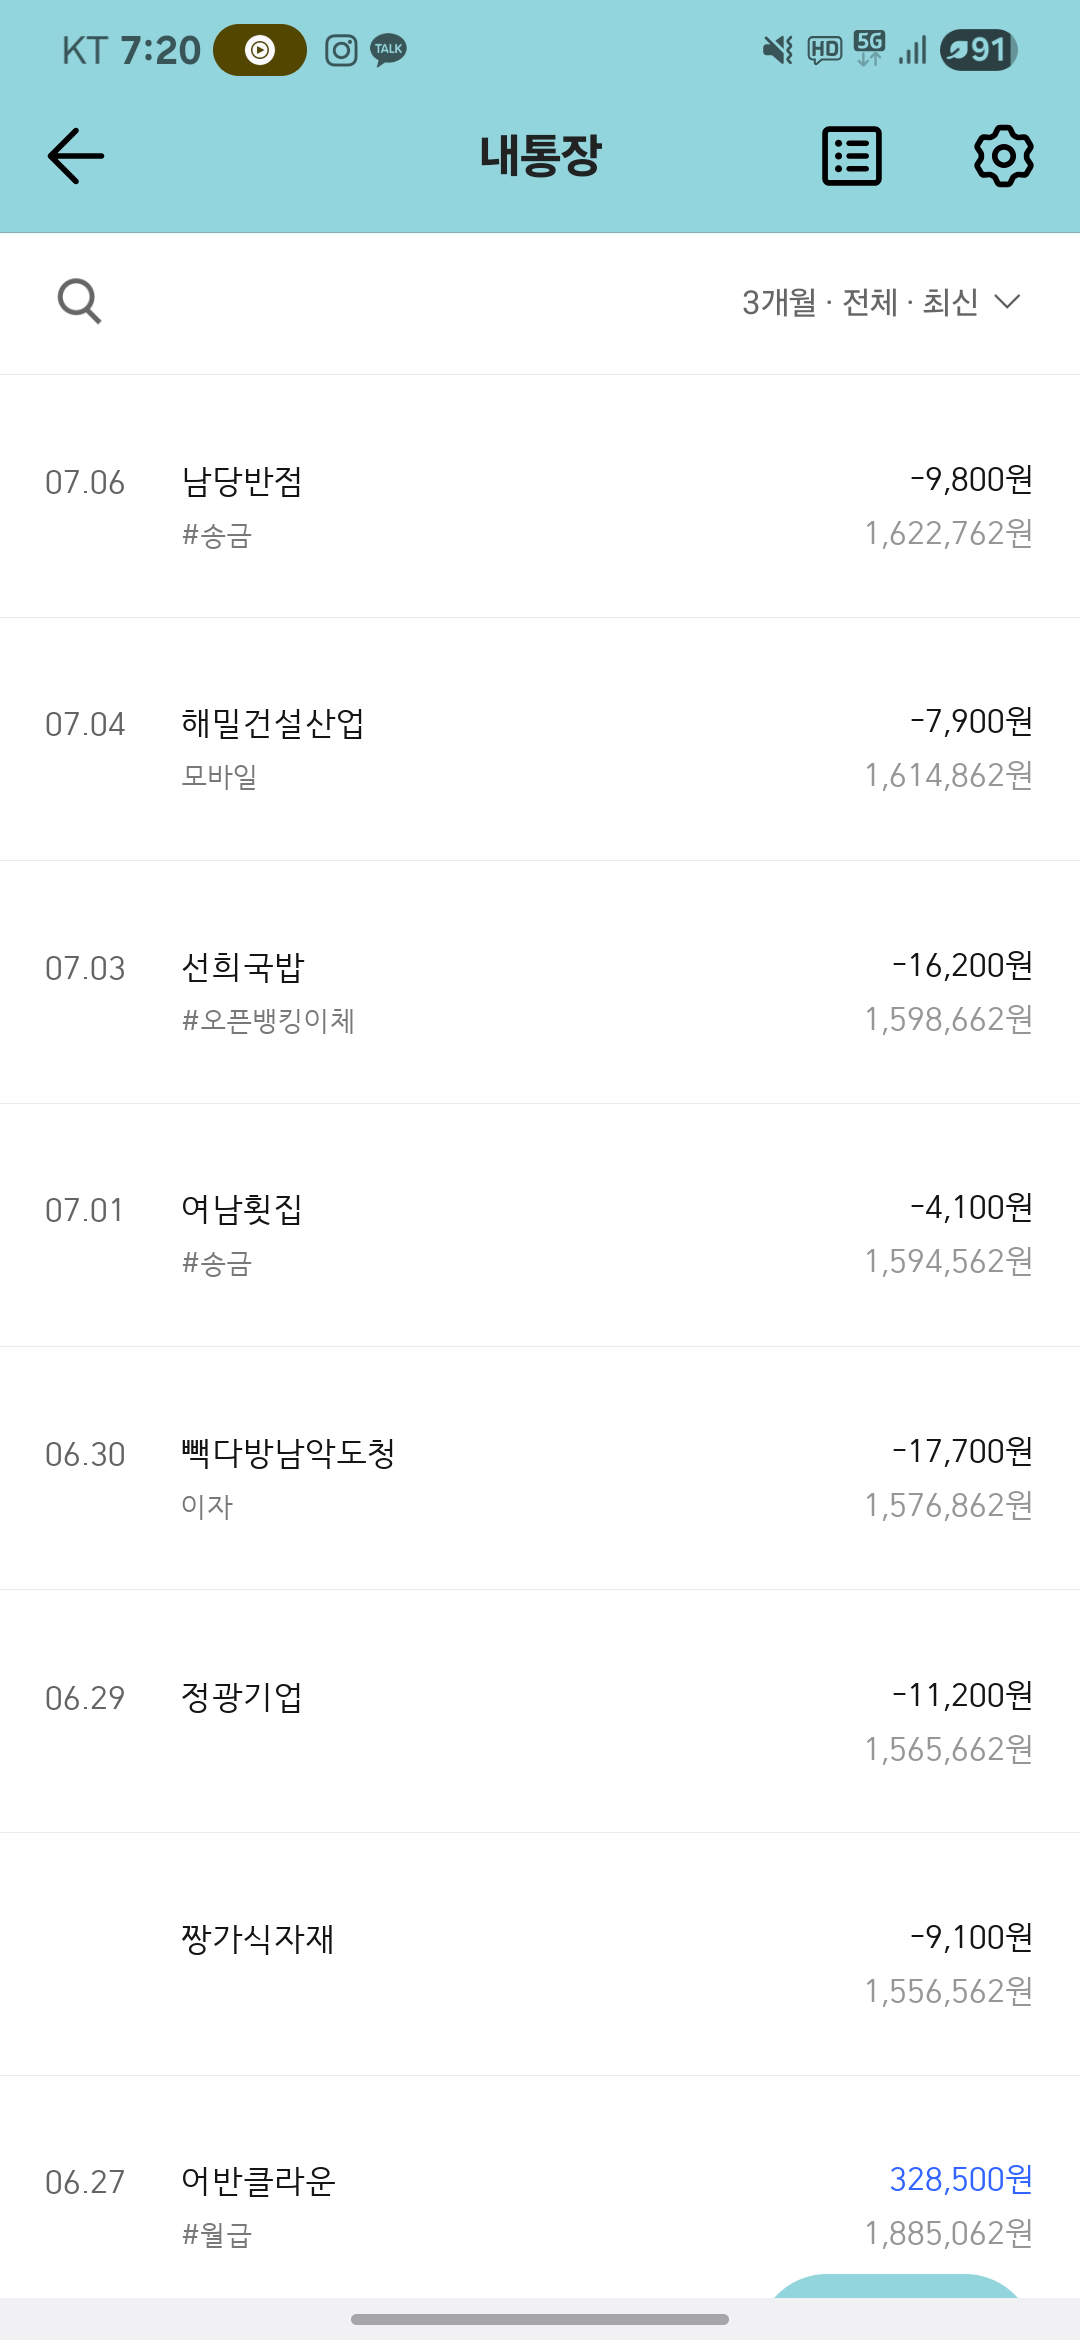 KT 7:20 TALK HD 5G 91
내통장
3개월 · 전체 · 최신
07.06 남당반점 -9,800원
#송금 1,622,762원
07.04 해밀건설산업 -7,900원
모바일 1,614,862원
07.03 선희국밥 -16,200원
#오픈뱅킹이체 1,598,662원
07.01 여남횟집 -4,100원
#송금 1,594,562원
06.30 빽다방남악도청 -17,700원
이자 1,576,862원
06.29 정광기업 -11,200원
1,565,662원
짱가식자재 -9,100원
1,556,562원
06.27 어반클라운 328,500원
#월급 1,885,062원